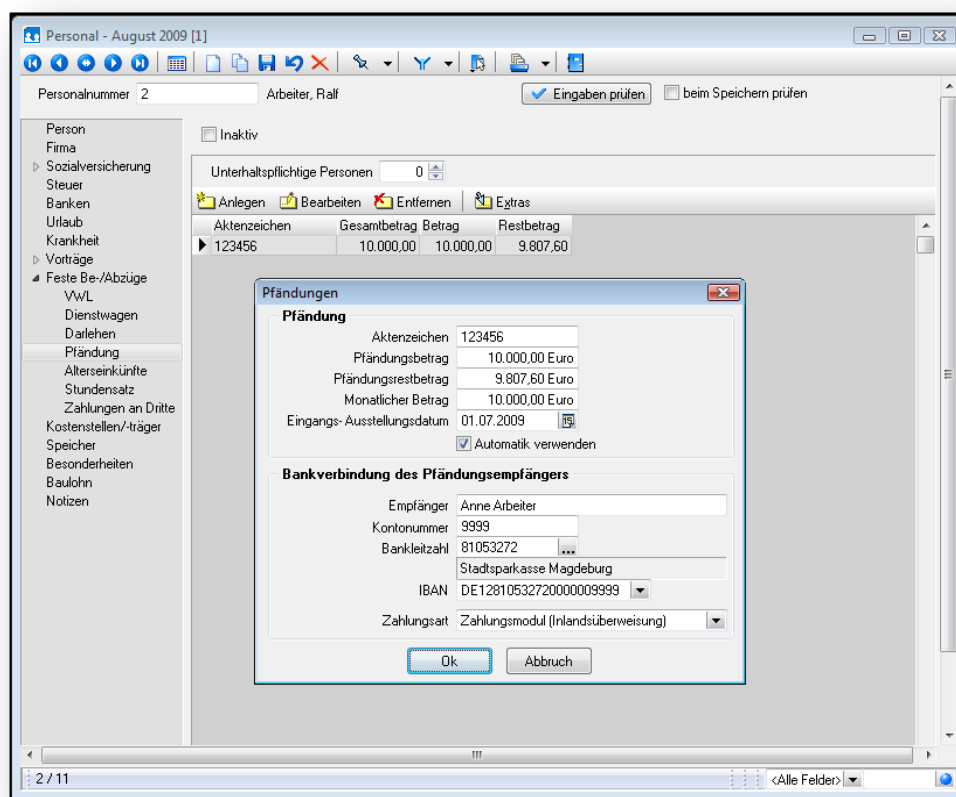 Personal - August 2009 [1]
Personalnummer 2 Arbeiter, Ralf Eingaben prüfen beim Speichern prüfen
Person
Firma
Sozialversicherung
Steuer
Banken
Urlaub
Krankheit
Vorträge
Feste Be-/Abzüge
VWL
Dienstwagen
Darlehen
Pfändung
Alterseinkünfte
Stundensatz
Zahlungen an Dritte
Kostenstellen/-träger
Speicher
Besonderheiten
Baulohn
Notizen
Inaktiv
Unterhaltspflichtige Personen 0
Anlegen Bearbeiten Entfernen Extras
Aktenzeichen Gesamtbetrag Betrag Restbetrag
123456 10.000,00 10.000,00 9.807,60
Pfändungen
Pfändung
Aktenzeichen 123456
Pfändungsbetrag 10.000,00 Euro
Pfändungsrestbetrag 9.807,60 Euro
Monatlicher Betrag 10.000,00 Euro
Eingangs- Ausstellungsdatum 01.07.2009 15
Automatik verwenden
Bankverbindung des Pfändungsempfängers
Empfänger Anne Arbeiter
Kontonummer 9999
Bankleitzahl 81053272 ...
Stadtsparkasse Magdeburg
IBAN DE12810532720000009999
Zahlungsart Zahlungsmodul (Inlandsüberweisung)
Ok Abbruch
2 / 11 <Alle Felder>